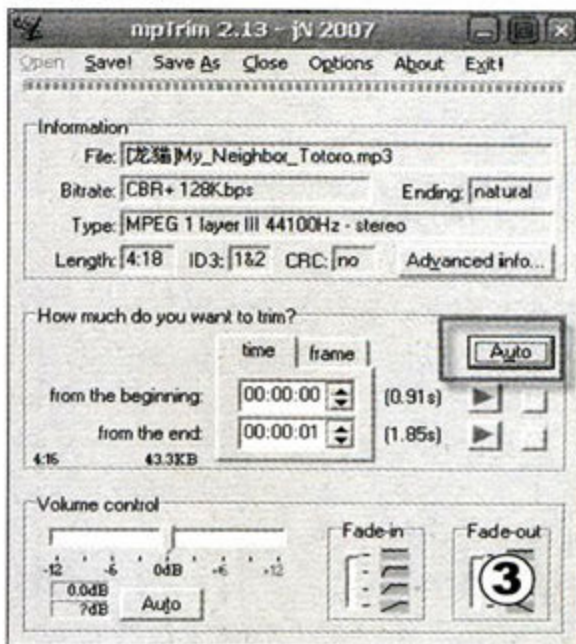 mpTrim 2.13 - jN 2007
Open Save! Save As Close Options About Exit!
Information
File: [龙猫]My_Neighbor_Totoro.mp3
Bitrate: CBR+ 128Kbps Ending: natural
Type: MPEG 1 layer III 44100Hz - stereo
Length: 4:18 ID3: 1&2 CRC: no Advanced info...
How much do you want to trim?
time frame Auto
from the beginning: 00:00:00 (0.91s)
from the end: 00:00:01 (1.85s)
4:16 43.3KB
Volume control Fade-in Fade-out
-12 -6 0dB +6 +12
0.0dB
?dB Auto
3